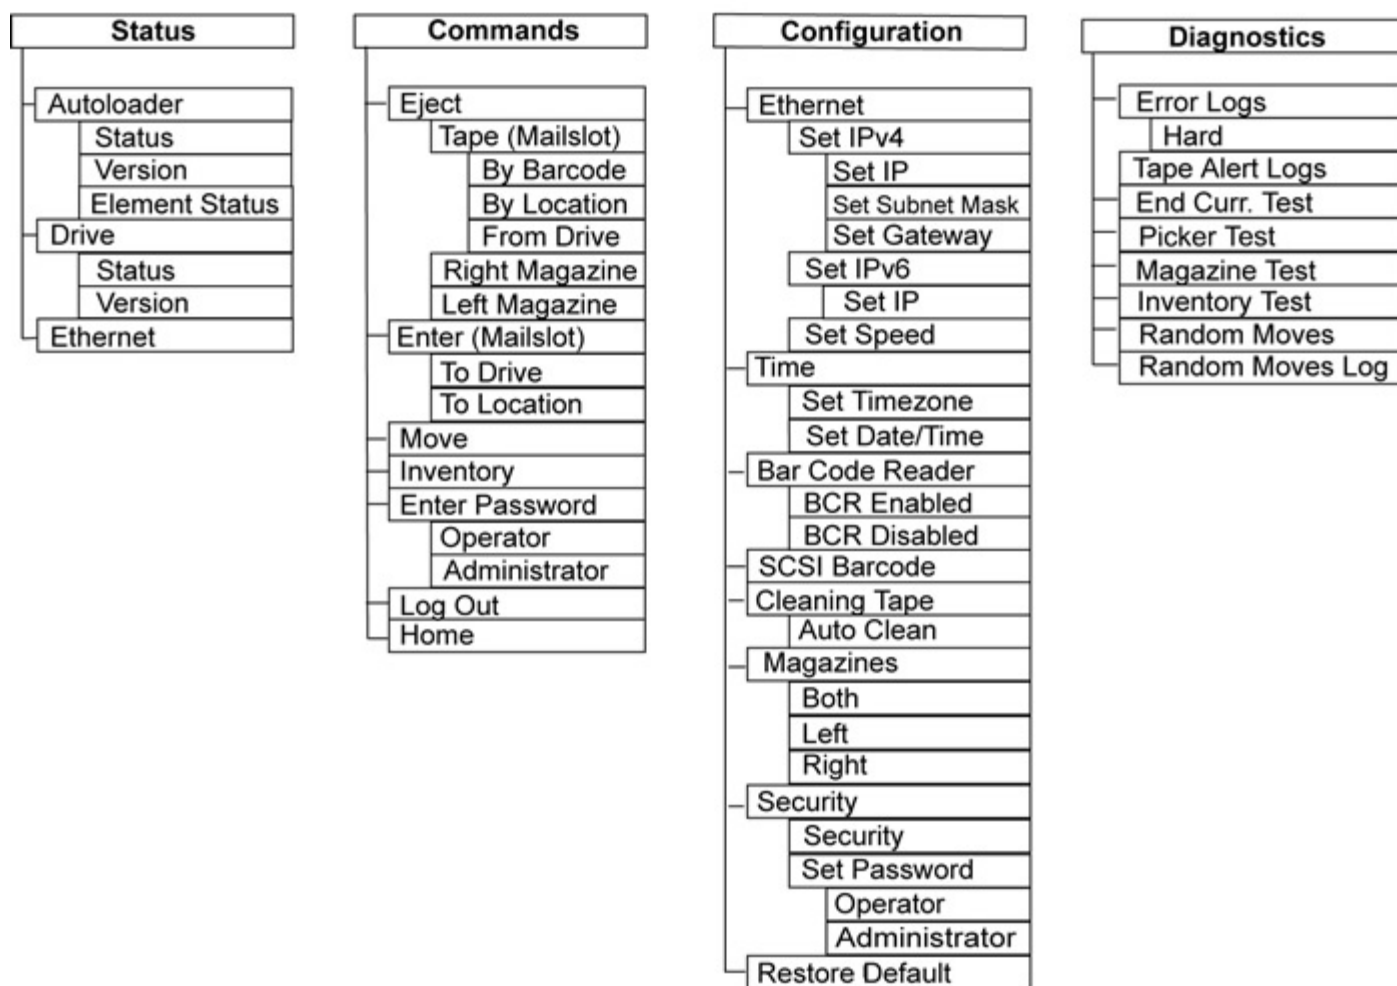 Status
Autoloader
Status
Version
Element Status
Drive
Status
Version
Ethernet
Commands
Eject
Tape (Mailslot)
By Barcode
By Location
From Drive
Right Magazine
Left Magazine
Enter (Mailslot)
To Drive
To Location
Move
Inventory
Enter Password
Operator
Administrator
Log Out
Home
Configuration
Ethernet
Set IPv4
Set IP
Set Subnet Mask
Set Gateway
Set IPv6
Set IP
Set Speed
Time
Set Timezone
Set Date/Time
Bar Code Reader
BCR Enabled
BCR Disabled
SCSI Barcode
Cleaning Tape
Auto Clean
Magazines
Both
Left
Right
Security
Security
Set Password
Operator
Administrator
Restore Default
Diagnostics
Error Logs
Hard
Tape Alert Logs
End Curr. Test
Picker Test
Magazine Test
Inventory Test
Random Moves
Random Moves Log